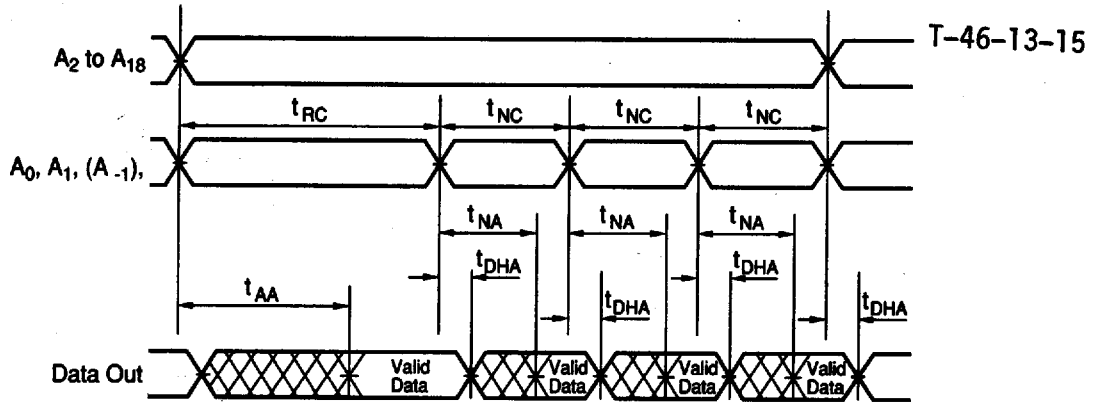 T-46-13-15
A2 to A18
tRC tNC tNC tNC
A0, A1, (A-1),
tNA tNA tNA
tDHA tDHA
tAA tDHA tDHA
Data Out Valid Data Valid Data Valid Data Valid Data